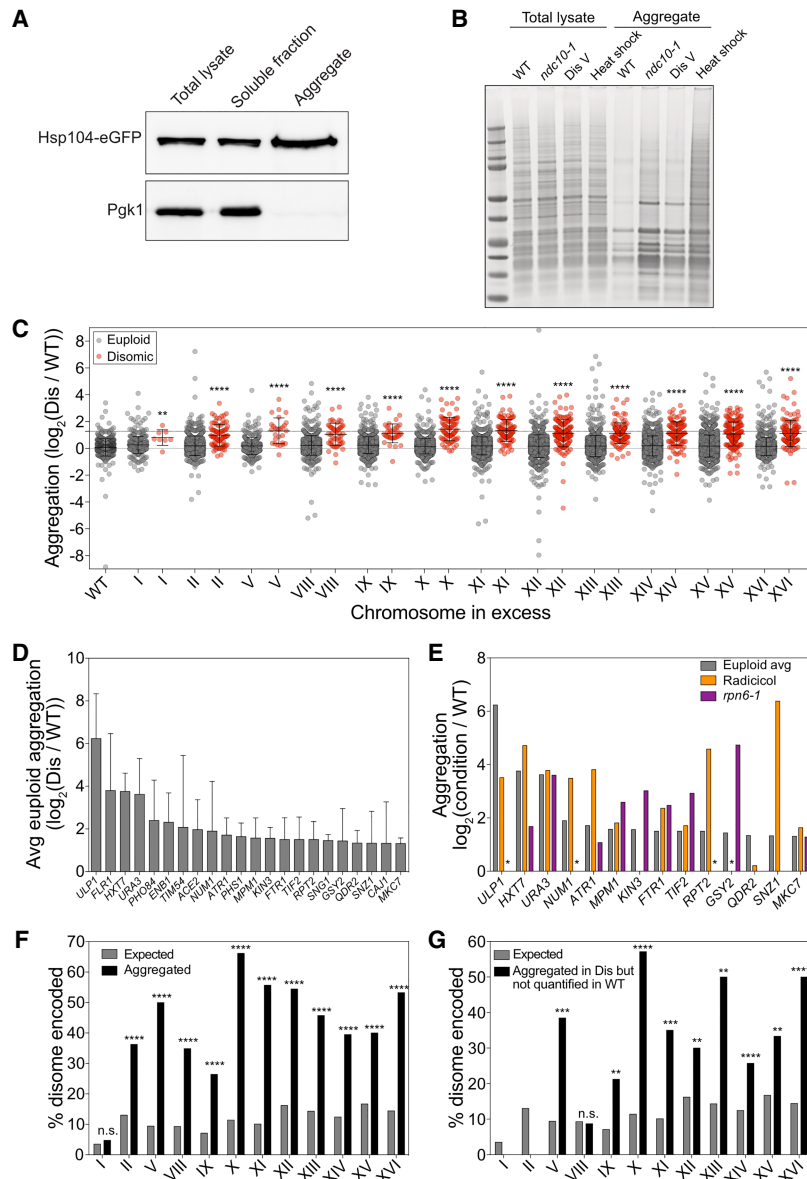 A
Total lysate
Soluble fraction
Aggregate
Hsp104-eGFP
Pgk1
B
Total lysate
Aggregate
WT
ndc10-1
Dis V
Heat shock
WT
ndc10-1
Dis V
Heat shock
C
Aggregation (log2(Dis / WT))
8
6
4
2
0
-2
-4
-6
-8
Euploid
Disomic
**
****
****
****
****
****
****
****
****
****
****
****
WT
I
I
II
II
V
V
VIII
VIII
IX
IX
X
X
XI
XI
XII
XII
XIII
XIII
XIV
XIV
XV
XV
XVI
XVI
Chromosome in excess
D
Avg euploid aggregation
(log2(Dis / WT))
10
8
6
4
2
0
ULP1
FLR1
HXT7
URA3
PHO84
ENB1
TIM54
ACE2
NUM1
ATR1
PHS1
MPM1
KIN3
FTR1
TIF2
RPT2
SNG1
GSY2
QDR2
SNZ1
CAJ1
MKC7
E
Aggregation
log2(condition / WT)
8
6
4
2
0
Euploid avg
Radicicol
rpn6-1
*
*
*
*
ULP1
HXT7
URA3
NUM1
ATR1
MPM1
KIN3
FTR1
TIF2
RPT2
GSY2
QDR2
SNZ1
MKC7
F
% disome encoded
70
60
50
40
30
20
10
0
Expected
Aggregated
n.s.
****
****
****
****
****
****
****
****
****
****
****
I
II
V
VIII
IX
X
XI
XII
XIII
XIV
XV
XVI
G
% disome encoded
60
50
40
30
20
10
0
Expected
Aggregated in Dis but
not quantified in WT
***
n.s.
**
****
***
**
**
****
**
****
I
II
V
VIII
IX
X
XI
XII
XIII
XIV
XV
XVI